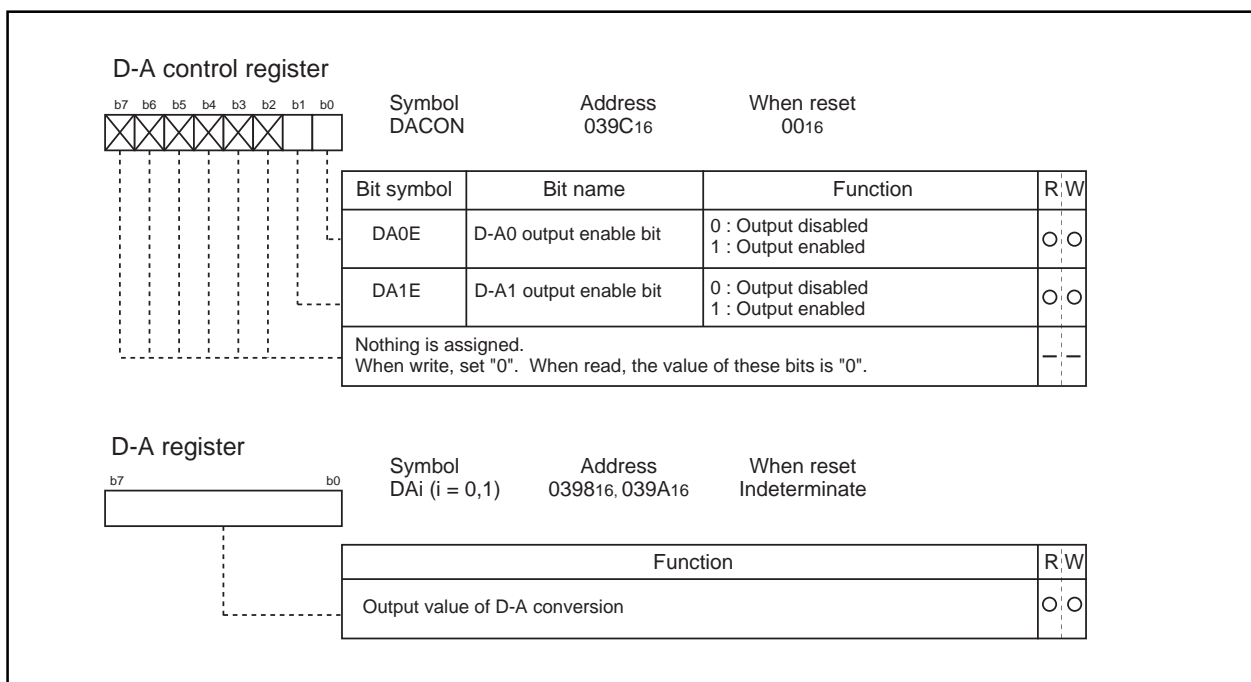 D-A control register
b7 b6 b5 b4 b3 b2 b1 b0
Symbol Address When reset
DACON 039C16 0016
Bit symbol Bit name Function R W
DA0E D-A0 output enable bit 0 : Output disabled
1 : Output enabled
DA1E D-A1 output enable bit 0 : Output disabled
1 : Output enabled
Nothing is assigned.
When write, set "0". When read, the value of these bits is "0".
D-A register
b7 b0
Symbol Address When reset
DAi (i = 0,1) 039816, 039A16 Indeterminate
Function R W
Output value of D-A conversion